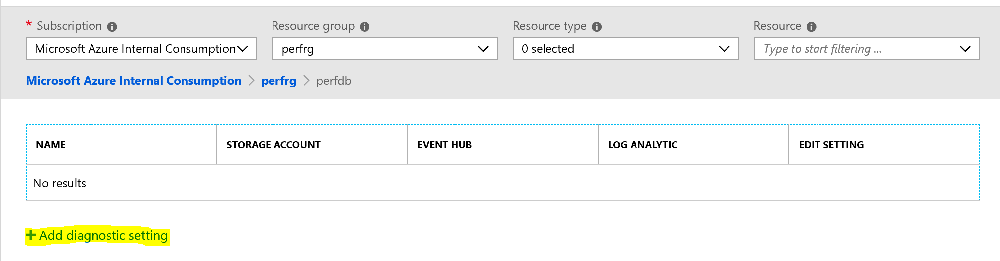 * Subscription Resource group Resource type Resource
Microsoft Azure Internal Consumption perfrg 0 selected Type to start filtering ...
Microsoft Azure Internal Consumption > perfrg > perfdb
NAME STORAGE ACCOUNT EVENT HUB LOG ANALYTIC EDIT SETTING
No results
+ Add diagnostic setting